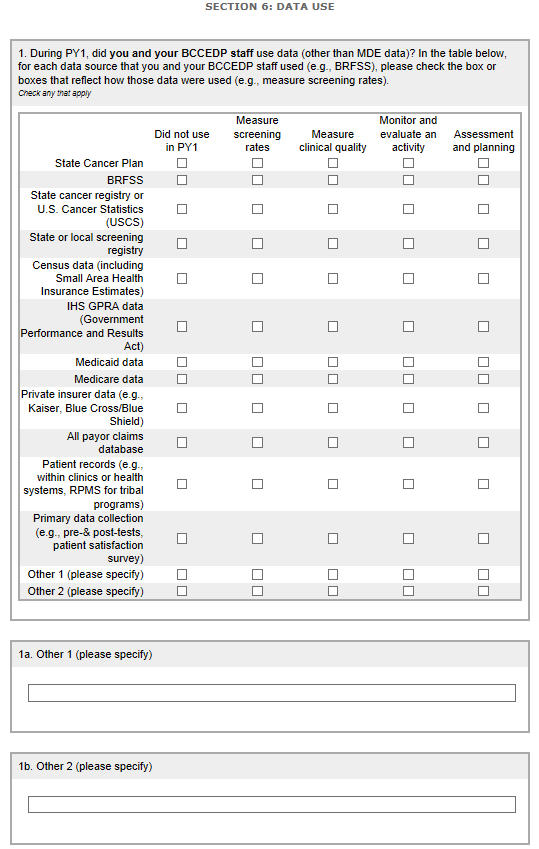 SECTION 6: DATA USE
1. During PY1, did you and your BCCEDP staff use data (other than MDE data)? In the table below,
for each data source that you and your BCCEDP staff used (e.g., BRFSS), please check the box or
boxes that reflect how those data were used (e.g., measure screening rates).
Check any that apply
Did not use
in PY1
Measure
screening
rates
Measure
clinical quality
Monitor and
evaluate an
activity
Assessment
and planning
State Cancer Plan
BRFSS
State cancer registry or
U.S. Cancer Statistics
(USCS)
State or local screening
registry
Census data (including
Small Area Health
Insurance Estimates)
IHS GPRA data
(Government
Performance and Results
Act)
Medicaid data
Medicare data
Private insurer data (e.g.,
Kaiser, Blue Cross/Blue
Shield)
All payor claims
database
Patient records (e.g.,
within clinics or health
systems, RPMS for tribal
programs)
Primary data collection
(e.g., pre-& post-tests,
patient satisfaction
survey)
Other 1 (please specify)
Other 2 (please specify)
1a. Other 1 (please specify)
1b. Other 2 (please specify)